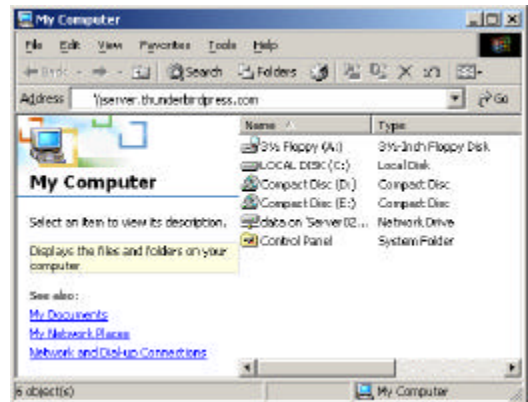 My Computer
File Edit View Favorites Tools Help
Back Search Folders
Address \\server.thunderbirdpress.com Go
My Computer
Select an item to view its description.
Displays the files and folders on your
computer
See also:
My Documents
My Network Places
Network and Dial-up Connections
Name Type
3½ Floppy (A:) 3½-Inch Floppy Disk
LOCAL DISK (C:) Local Disk
Compact Disc (D:) Compact Disc
Compact Disc (E:) Compact Disc
data on 'Server02... Network Drive
Control Panel System Folder
6 object(s) My Computer